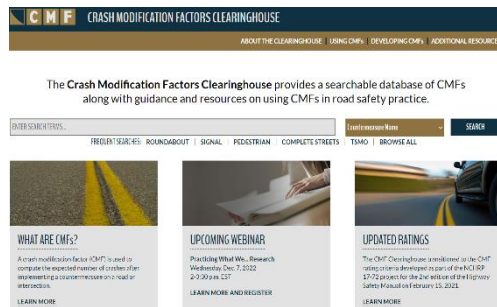 CMF CRASH MODIFICATION FACTORS CLEARINGHOUSE
ABOUT THE CLEARINGHOUSE | USING CMFs | DEVELOPING CMFs | ADDITIONAL RESOURCE
The Crash Modification Factors Clearinghouse provides a searchable database of CMFs
along with guidance and resources on using CMFs in road safety practice.
ENTER SEARCH TERMS... Countermeasure Name SEARCH
FREQUENT SEARCHES: ROUNDABOUT | SIGNAL | PEDESTRIAN | COMPLETE STREETS | TSMO | BROWSE ALL
WHAT ARE CMFs?
A crash modification factor (CMF) is used to
compute the expected number of crashes after
implementing a countermeasure on a road or
intersection.
LEARN MORE
UPCOMING WEBINAR
Practicing What We... Research
Wednesday, Dec. 7, 2022
2-3:30 p.m. CST
LEARN MORE AND REGISTER
UPDATED RATINGS
The CMF Clearinghouse transitioned to the CMF
rating criteria developed as part of the NCHRP
17-72 project for the 2nd edition of the Highway
Safety Manual on February 15, 2021.
LEARN MORE